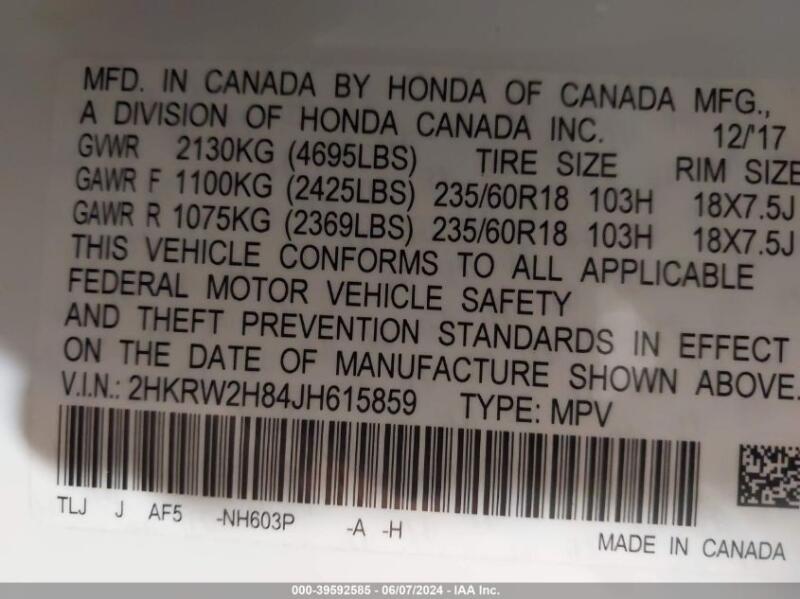 MFD. IN CANADA BY HONDA OF CANADA MFG.,
A DIVISION OF HONDA CANADA INC. 12/'17
GVWR 2130KG (4695LBS) TIRE SIZE RIM SIZE
GAWR F 1100KG (2425LBS) 235/60R18 103H 18X7.5J
GAWR R 1075KG (2369LBS) 235/60R18 103H 18X7.5J
THIS VEHICLE CONFORMS TO ALL APPLICABLE
FEDERAL MOTOR VEHICLE SAFETY
AND THEFT PREVENTION STANDARDS IN EFFECT
ON THE DATE OF MANUFACTURE SHOWN ABOVE.
V.I.N.: 2HKRW2H84JH615859 TYPE: MPV
TLJ J AF5 -NH603P -A -H
MADE IN CANADA
000-39592585 - 06/07/2024 - IAA Inc.